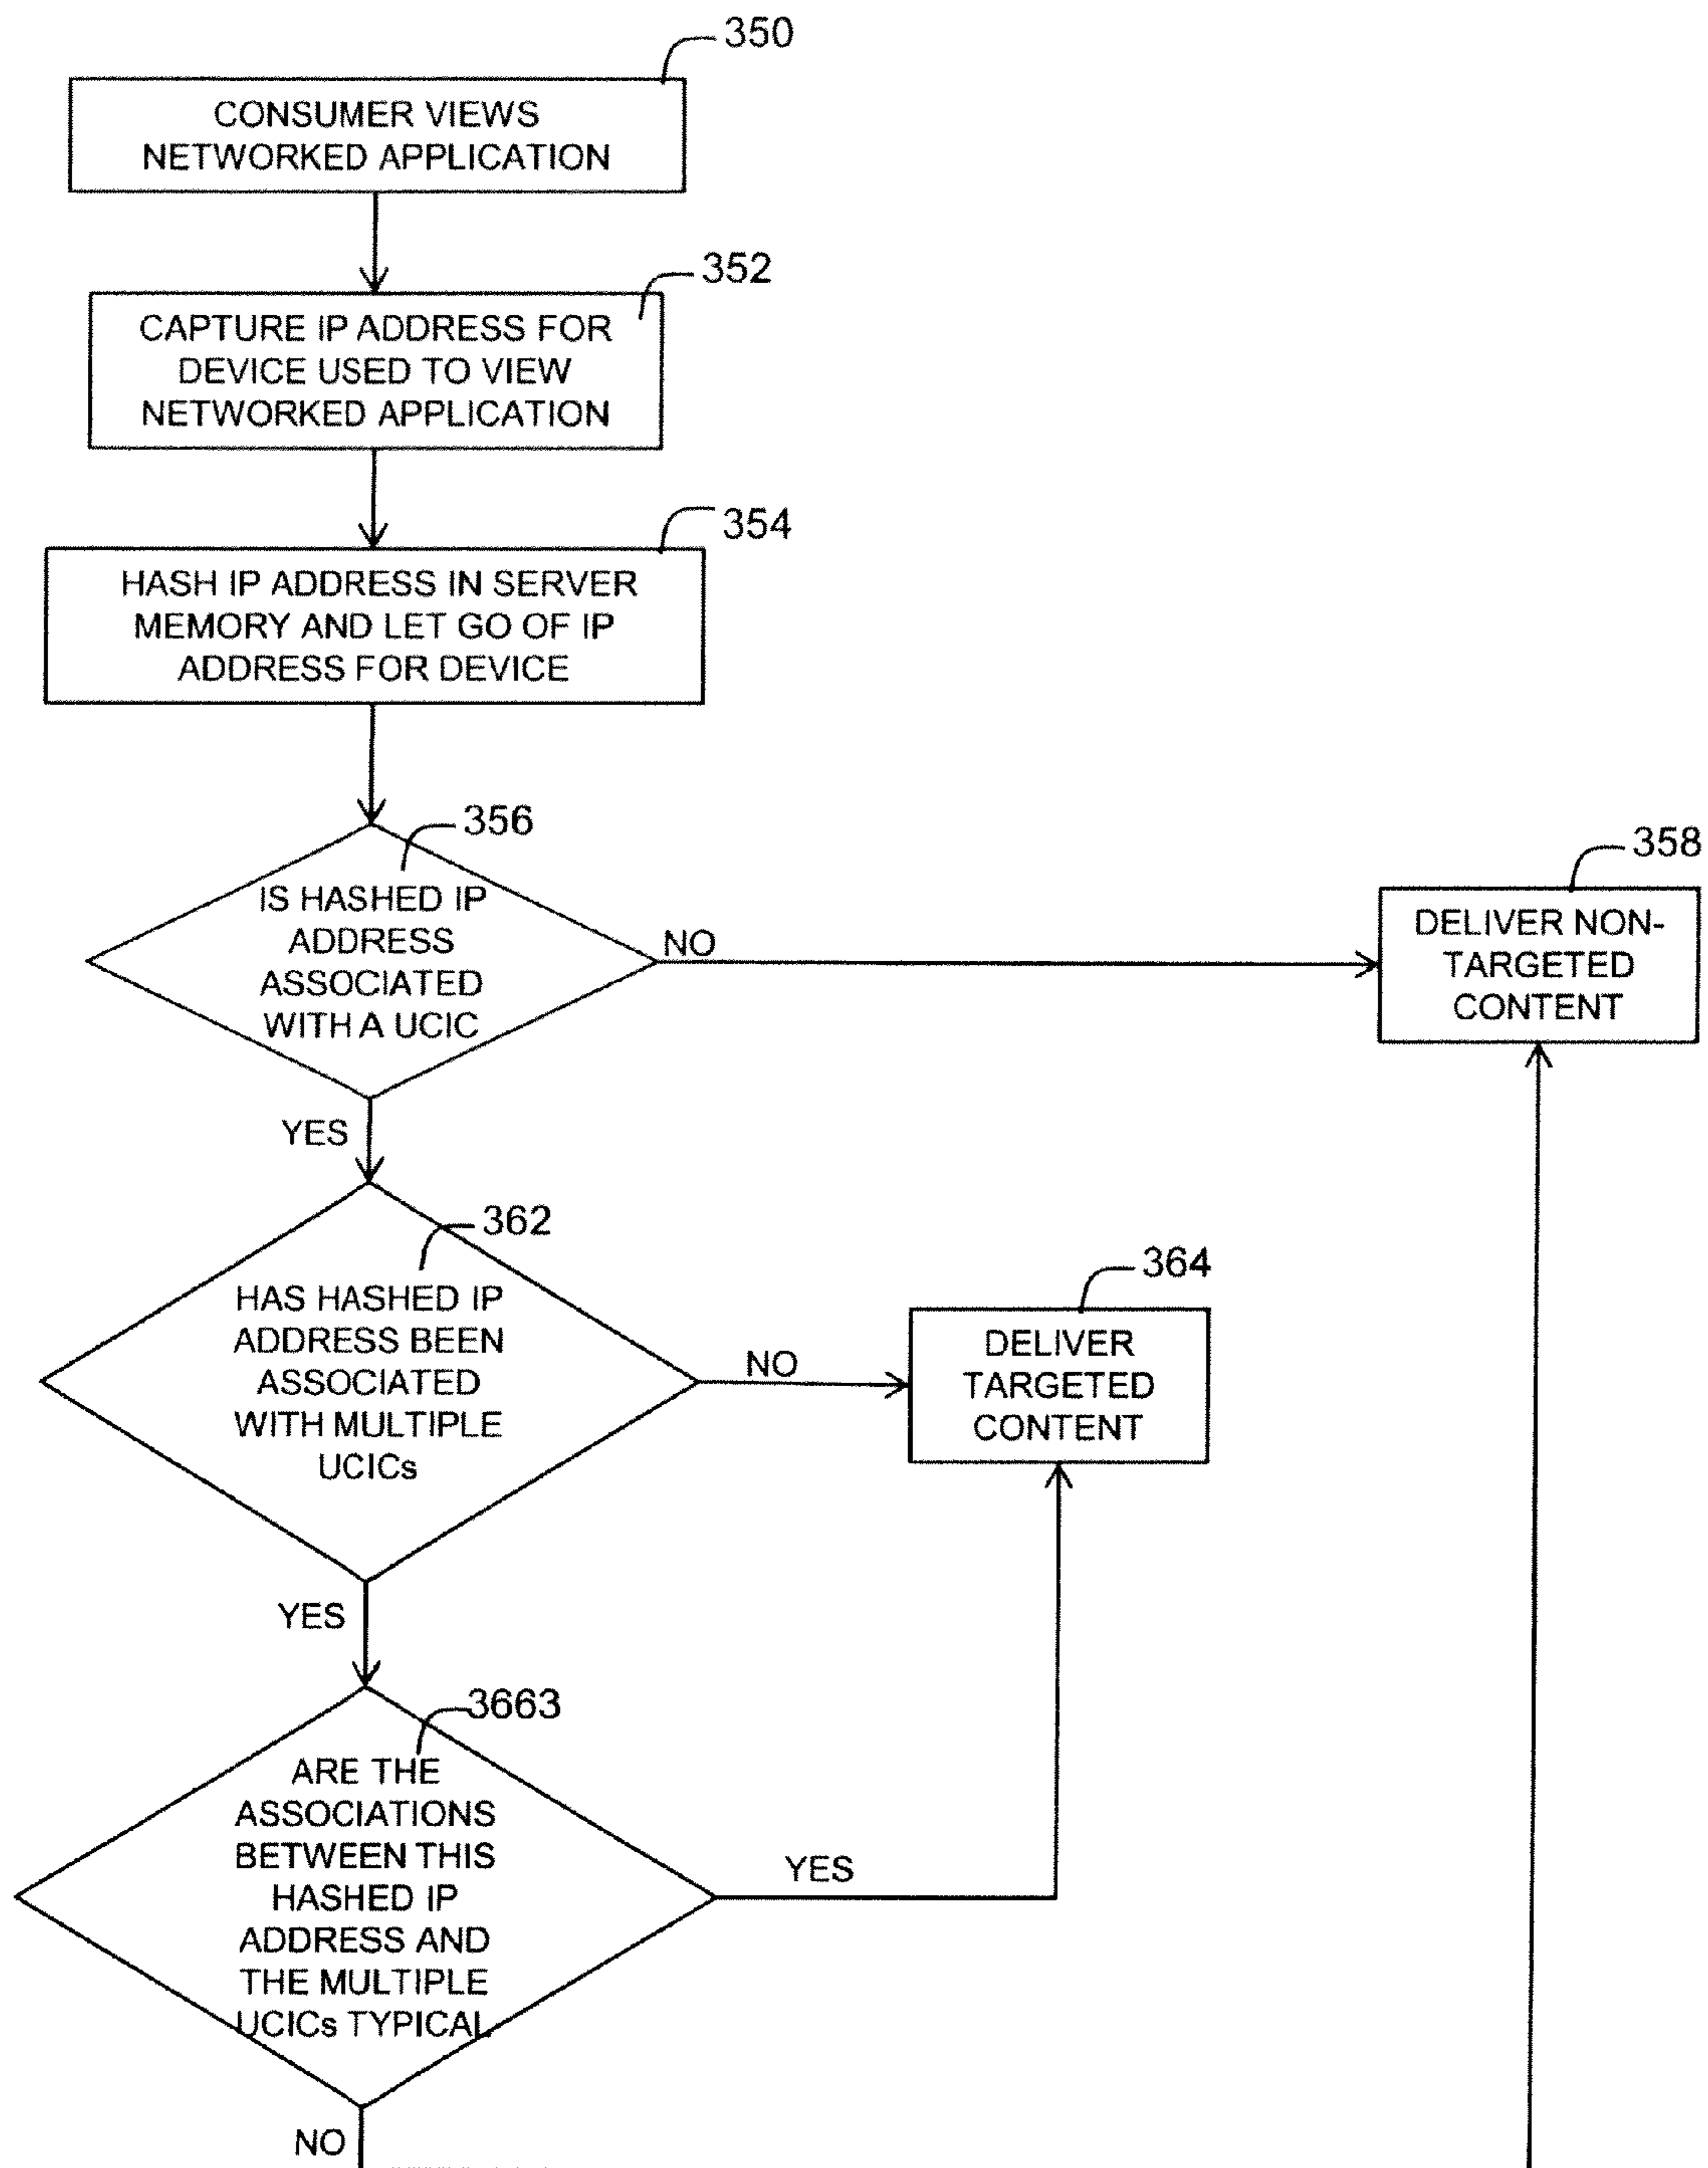 350
CONSUMER VIEWS
NETWORKED APPLICATION
352
CAPTURE IP ADDRESS FOR
DEVICE USED TO VIEW
NETWORKED APPLICATION
354
HASH IP ADDRESS IN SERVER
MEMORY AND LET GO OF IP
ADDRESS FOR DEVICE
356
IS HASHED IP
ADDRESS
ASSOCIATED
WITH A UCIC
NO
358
DELIVER NON-
TARGETED
CONTENT
YES
362
HAS HASHED IP
ADDRESS BEEN
ASSOCIATED
WITH MULTIPLE
UCICs
NO
364
DELIVER
TARGETED
CONTENT
YES
3663
ARE THE
ASSOCIATIONS
BETWEEN THIS
HASHED IP
ADDRESS AND
THE MULTIPLE
UCICs TYPICAL
YES
NO